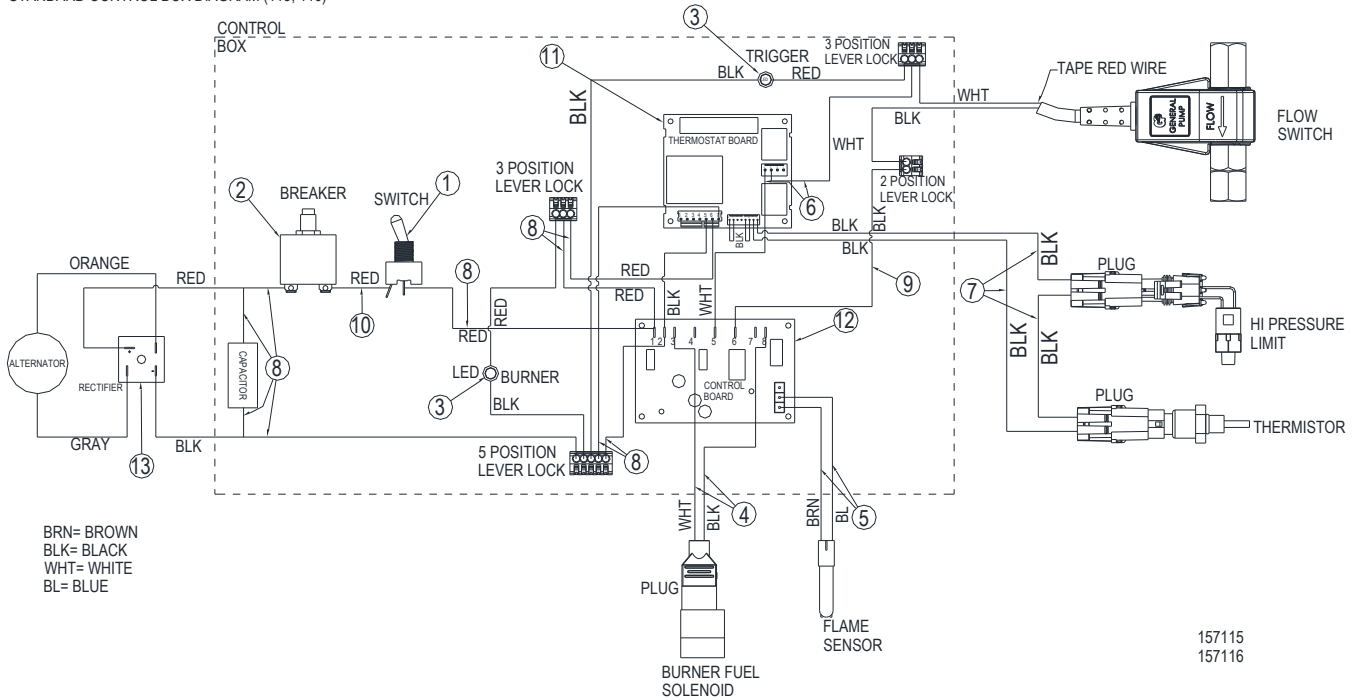 CONTROL
BOX
3
TRIGGER
BLK
RED
3 POSITION
LEVER LOCK
11
TAPE RED WIRE
WHT
BLK
GENERAL
PUMP
FLOW
FLOW
SWITCH
BLK
THERMOSTAT BOARD
WHT
3 POSITION
LEVER LOCK
2 POSITION
LEVER LOCK
2
BREAKER
SWITCH
1
6
8
BLK
BLK
BLK
BLK
BLK
ORANGE
RED
RED
8
RED
RED
RED
RED
BLK
WHT
9
7
PLUG
10
12
HI PRESSURE
LIMIT
BLK
BLK
1 2 3 4 5 6 7 8
ALTERNATOR
RECTIFIER
CAPACITOR
8
LED
BURNER
CONTROL
BOARD
PLUG
3
BLK
THERMISTOR
GRAY
BLK
13
5 POSITION
LEVER LOCK
8
WHT
BLK
4
BRN
BL
5
BRN= BROWN
BLK= BLACK
WHT= WHITE
BL= BLUE
PLUG
FLAME
SENSOR
BURNER FUEL
SOLENOID
157115
157116